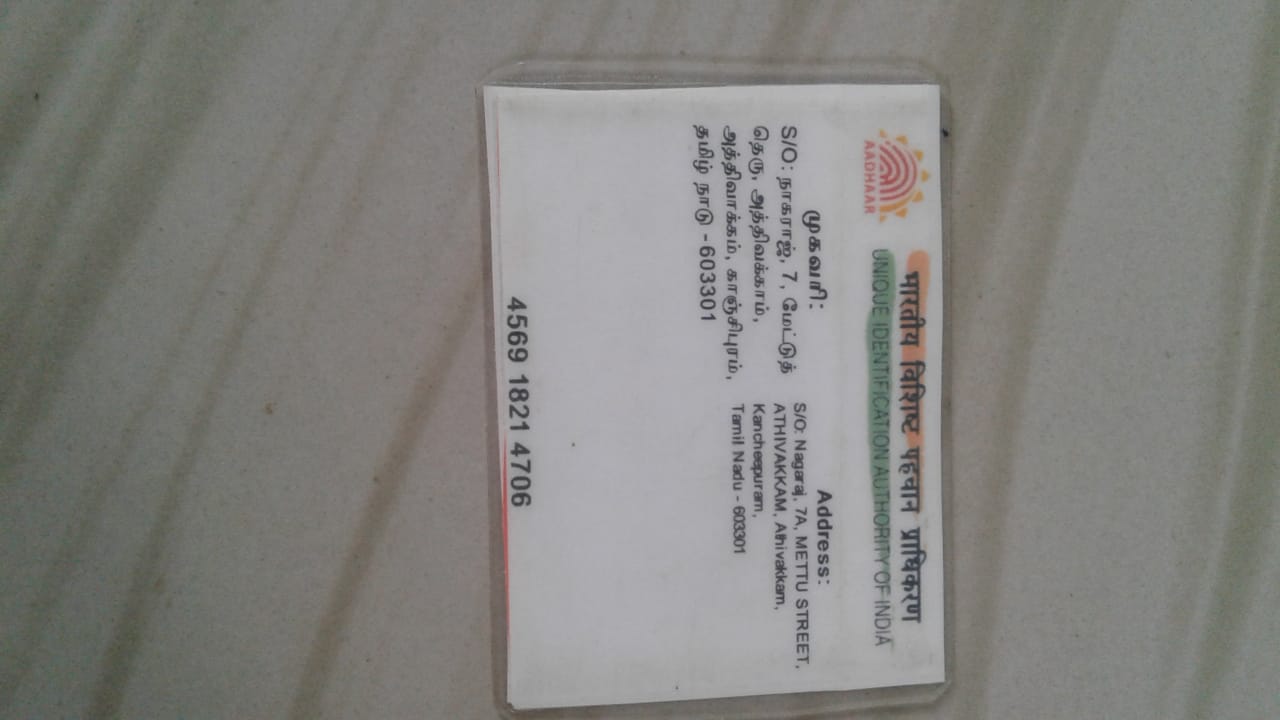 भारतीय विशिष्ट पहचान प्राधिकरण
UNIQUE IDENTIFICATION AUTHORITY OF INDIA
AADHAAR
முகவரி:
S/O: நாகராஜ், 7, மேட்டுத்
தெரு, அத்திவக்காம்,
அத்திவாக்கம், காஞ்சிபுரம்,
தமிழ் நாடு - 603301
Address:
S/O: Nagaraj, 7A, METTU STREET,
ATHIVAKKAM, Athivakkam,
Kancheepuram,
Tamil Nadu - 603301
4569 1821 4706